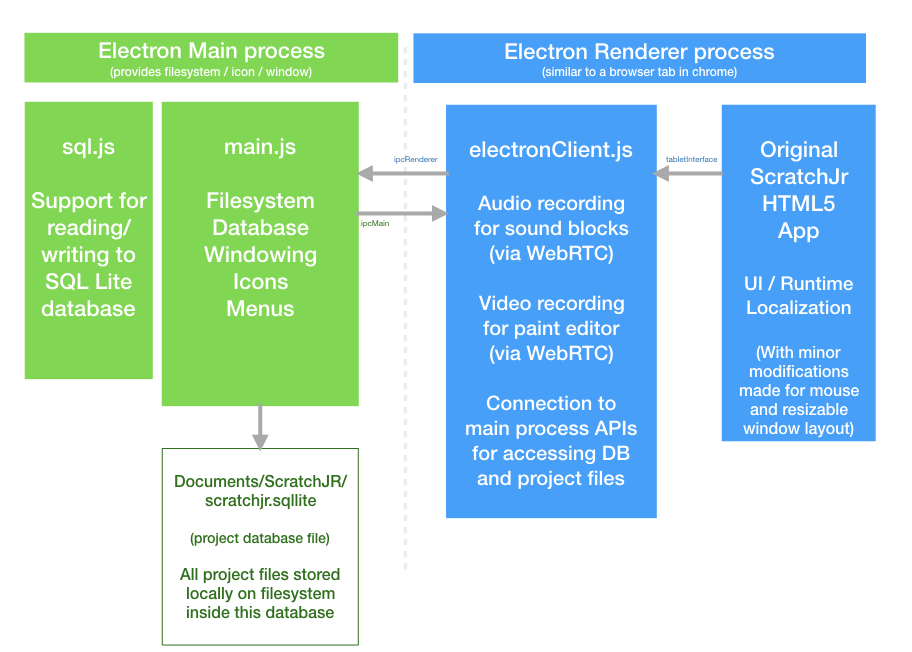 Electron Main process
(provides filesystem / icon / window)
Electron Renderer process
(similar to a browser tab in chrome)
sql.js
Support for
reading/
writing to
SQL Lite
database
main.js
Filesystem
Database
Windowing
Icons
Menus
ipcRenderer
ipcMain
electronClient.js
Audio recording
for sound blocks
(via WebRTC)
Video recording
for paint editor
(via WebRTC)
Connection to
main process APIs
for accessing DB
and project files
tabletInterface
Original
ScratchJr
HTML5
App
UI / Runtime
Localization
(With minor
modifications
made for mouse
and resizable
window layout)
Documents/ScratchJR/
scratchjr.sqllite
(project database file)
All project files stored
locally on filesystem
inside this database